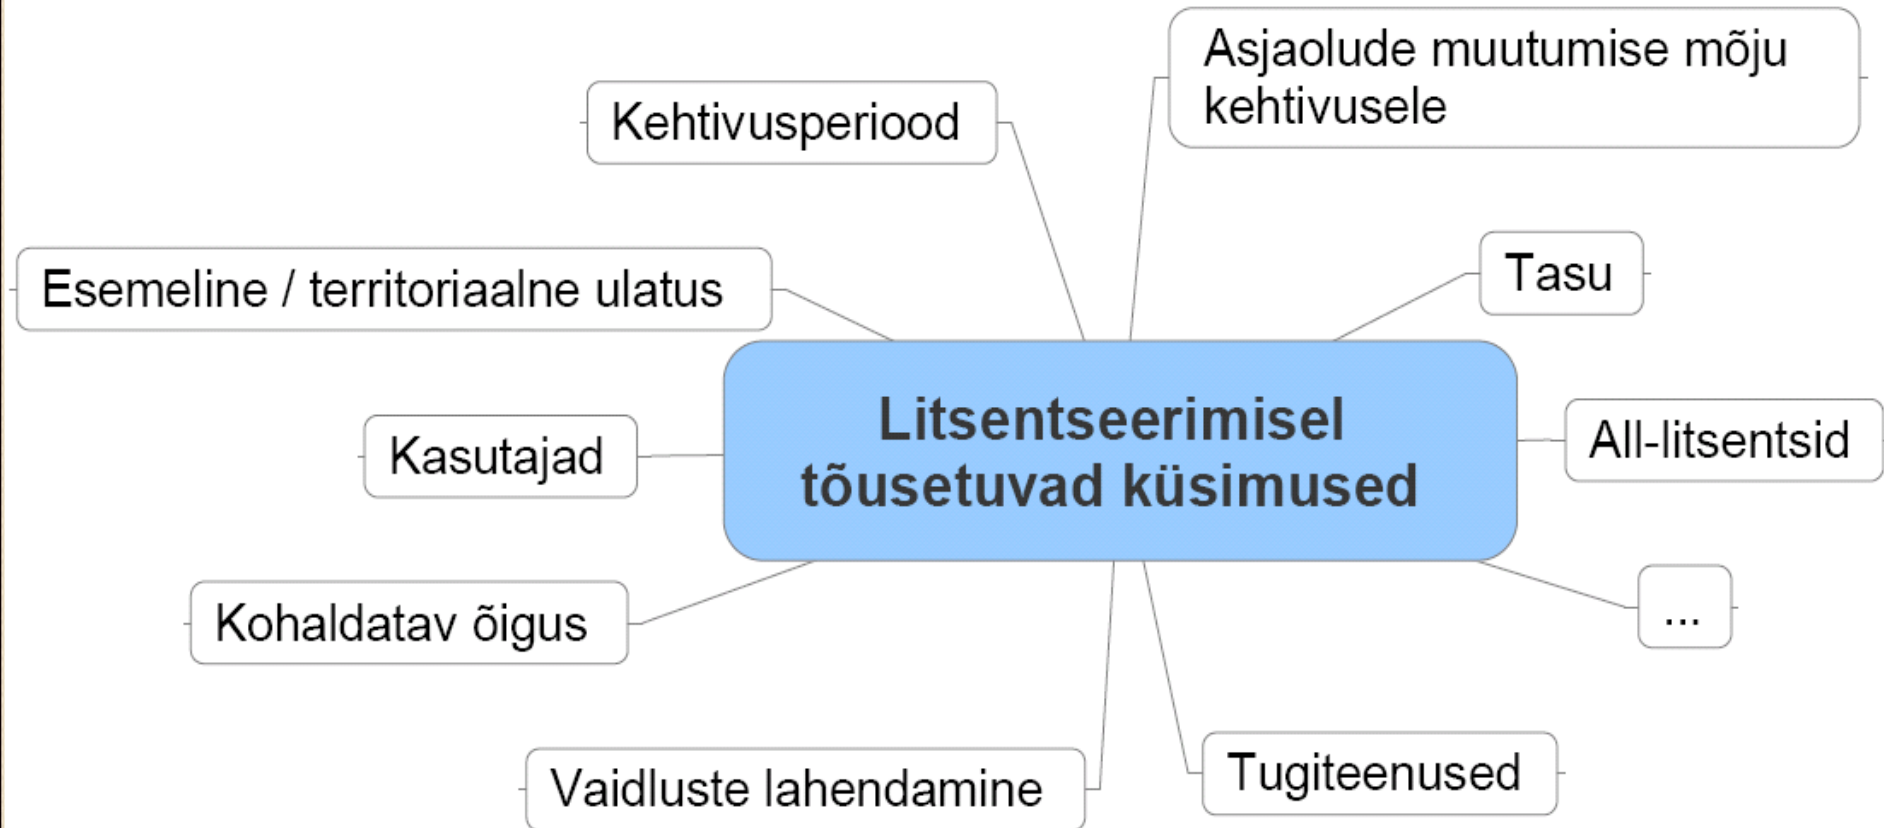 Asjaolude muutumise mõju
kehtivusele
Kehtivusperiood
Tasu
Esemeline / territoriaalne ulatus
Litsentseerimisel
tõusetuvad küsimused
All-litsentsid
Kasutajad
Kohaldatav õigus
...
Tugiteenused
Vaidluste lahendamine